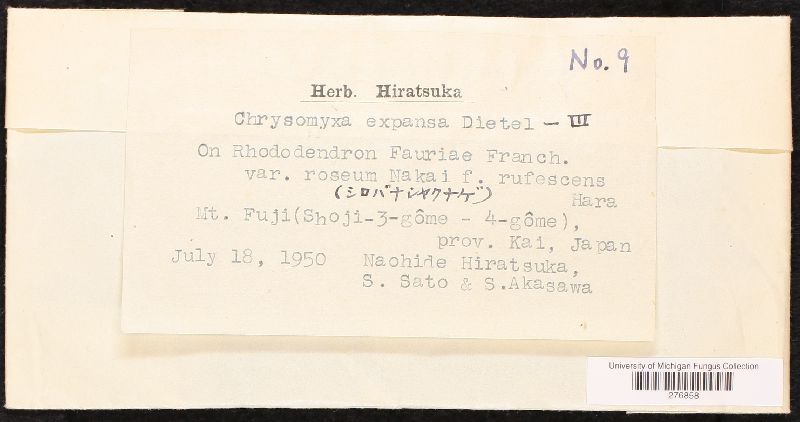 No. 9
Herb. Hiratsuka
Chrysomyxa expansa Dietel – III
On Rhododendron Fauriae Franch.
var. roseum Nakai f. rufescens
(シロバナシャクナゲ) Hara
Mt. Fuji(Shoji-3-gôme - 4-gôme),
prov. Kai, Japan
July 18, 1950 Naohide Hiratsuka,
S. Sato & S.Akasawa
University of Michigan Fungus Collection
276858